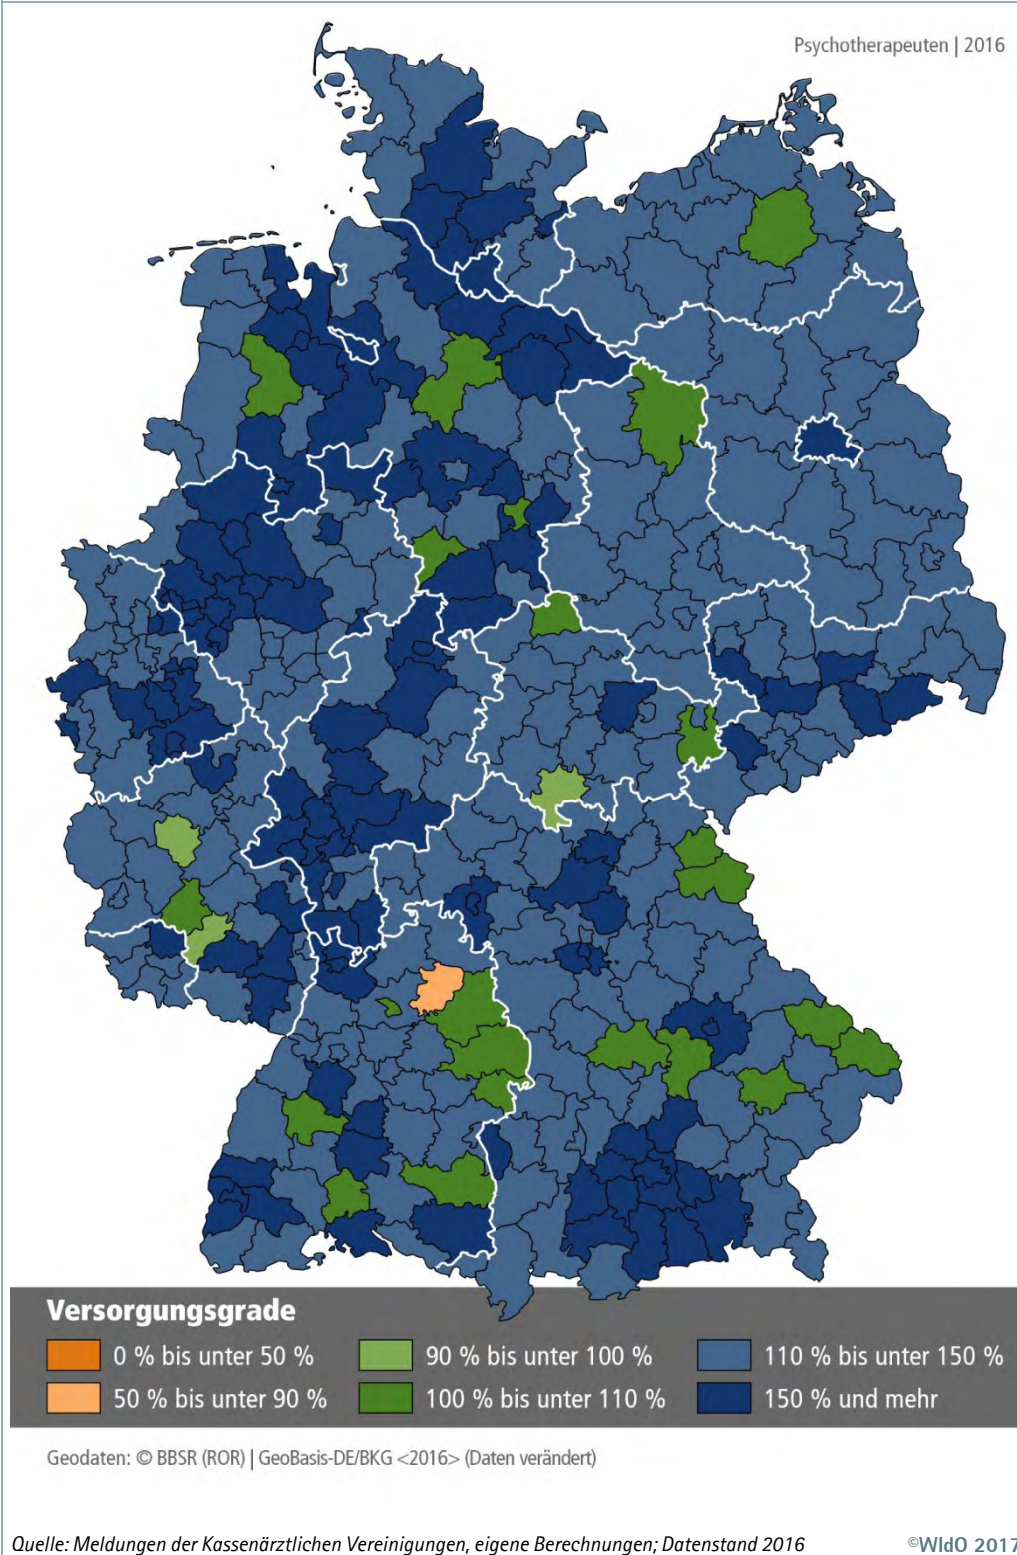 Psychotherapeuten | 2016
Versorgungsgrade
0 % bis unter 50 %
90 % bis unter 100 %
110 % bis unter 150 %
50 % bis unter 90 %
100 % bis unter 110 %
150 % und mehr
Geodaten: © BBSR (ROR) | GeoBasis-DE/BKG <2016> (Daten verändert)
Quelle: Meldungen der Kassenärztlichen Vereinigungen, eigene Berechnungen; Datenstand 2016
©WIdO 2017